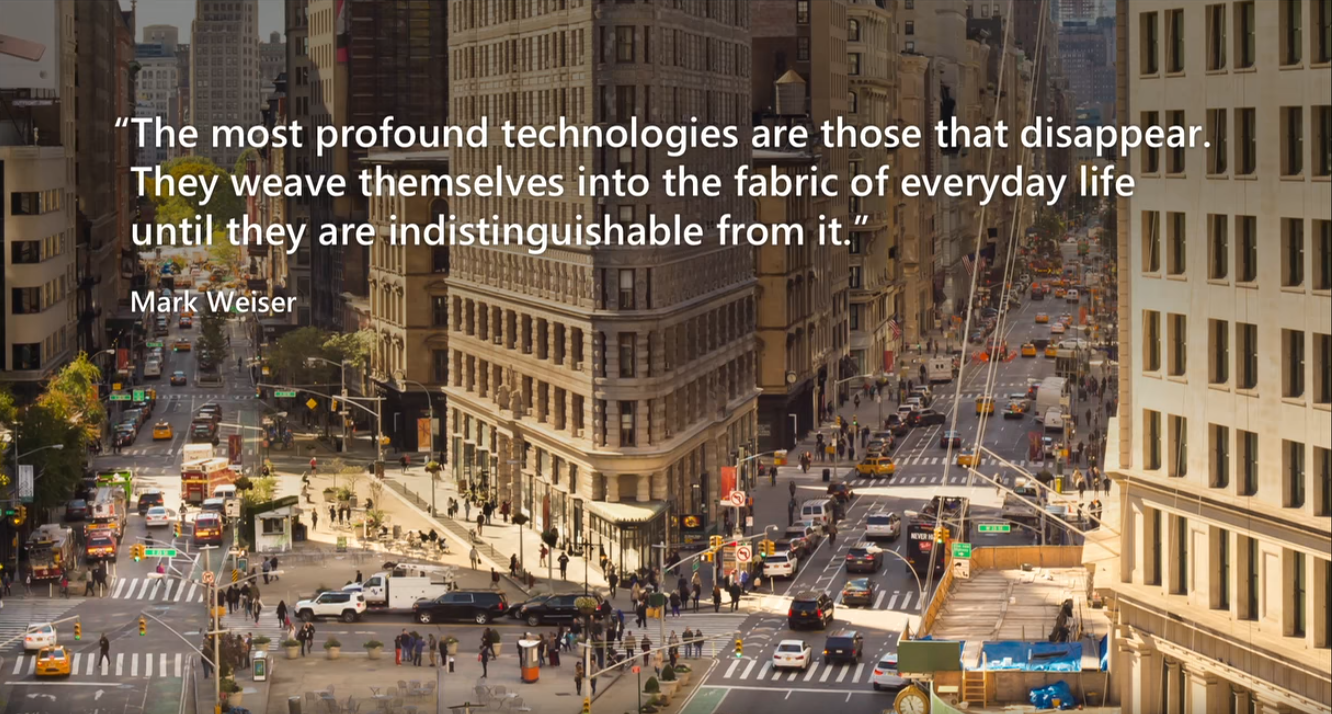 “The most profound technologies are those that disappear.
They weave themselves into the fabric of everyday life
until they are indistinguishable from it.”
Mark Weiser